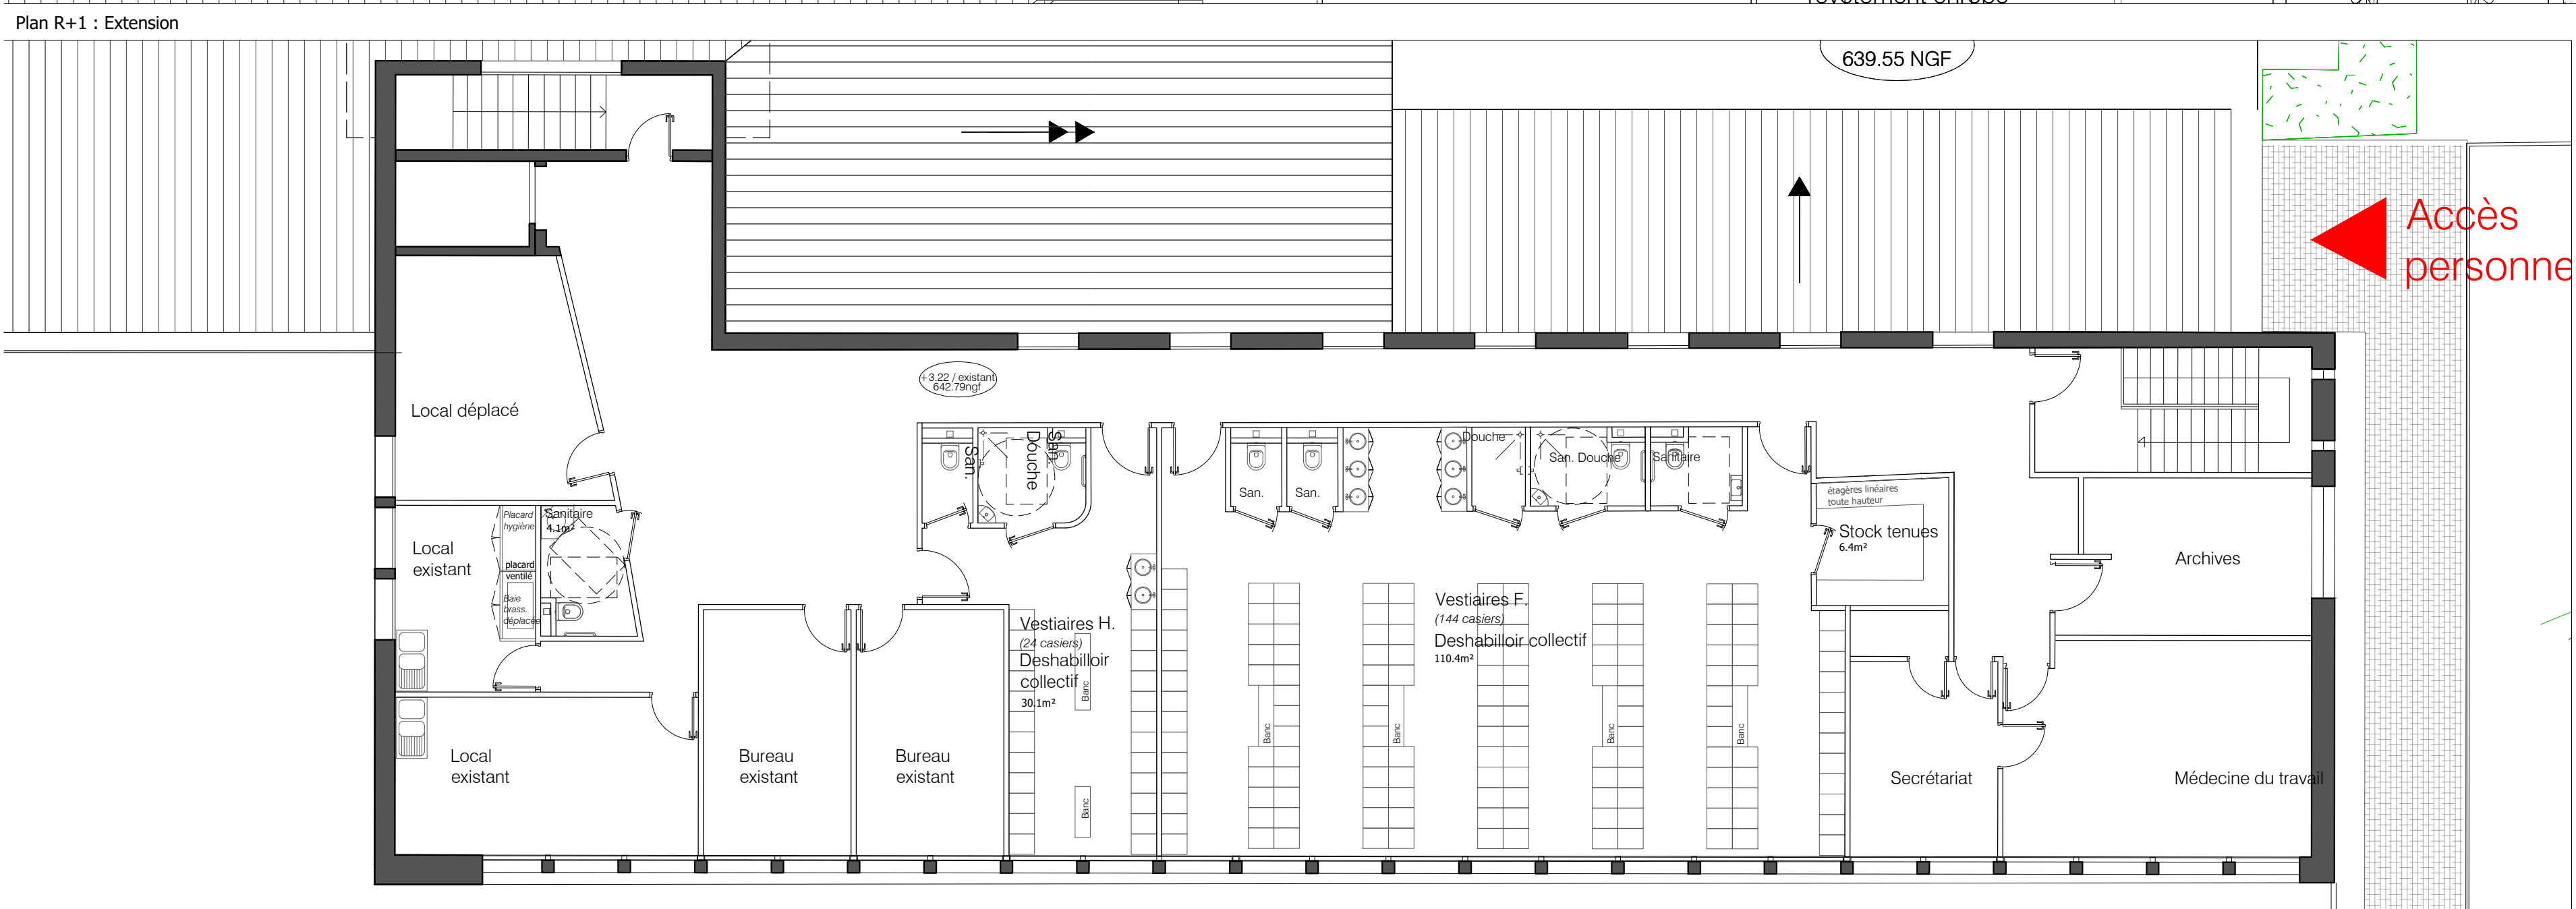 revêtement enrobé
Plan R+1 : Extension
639.55 NGF
Accès
personne
+3.22 / existant
642.79ngf
Local déplacé
San.
San.
Douche
San.
San.
Douche
San. Douche
Sanitaire
étagères linéaires
toute hauteur
Stock tenues
6.4m²
Placard
hygiène
Sanitaire
4.1m²
Local
existant
placard
ventilé
Baie
brass.
déplacée
Archives
Vestiaires H.
(24 casiers)
Deshabilloir
collectif
30.1m²
Banc
Banc
Vestiaires F.
(144 casiers)
Deshabilloir collectif
110.4m²
Banc
Banc
Banc
Banc
Local
existant
Bureau
existant
Bureau
existant
Secrétariat
Médecine du travail